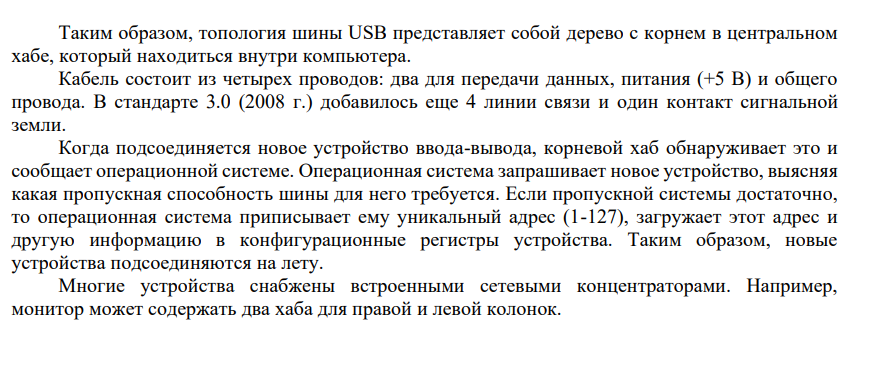 Таким образом, топология шины USB представляет собой дерево с корнем в центральном
хабе, который находиться внутри компьютера.
Кабель состоит из четырех проводов: два для передачи данных, питания (+5 В) и общего
провода. В стандарте 3.0 (2008 г.) добавилось еще 4 линии связи и один контакт сигнальной
земли.
Когда подсоединяется новое устройство ввода-вывода, корневой хаб обнаруживает это и
сообщает операционной системе. Операционная система запрашивает новое устройство, выясняя
какая пропускная способность шины для него требуется. Если пропускной системы достаточно,
то операционная система приписывает ему уникальный адрес (1-127), загружает этот адрес и
другую информацию в конфигурационные регистры устройства. Таким образом, новые
устройства подсоединяются на лету.
Многие устройства снабжены встроенными сетевыми концентраторами. Например,
монитор может содержать два хаба для правой и левой колонок.